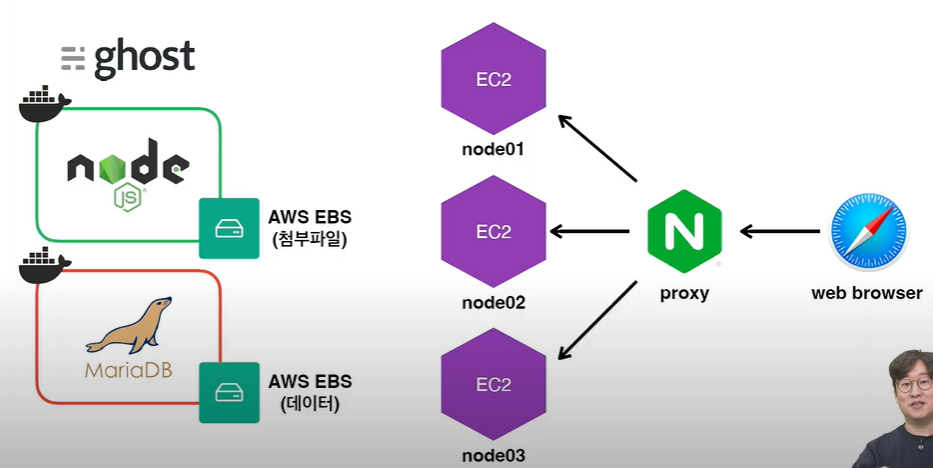 ghost
node
JS
AWS EBS
(첨부파일)
MariaDB
AWS EBS
(데이터)
EC2
node01
EC2
node02
EC2
node03
N
proxy
web browser